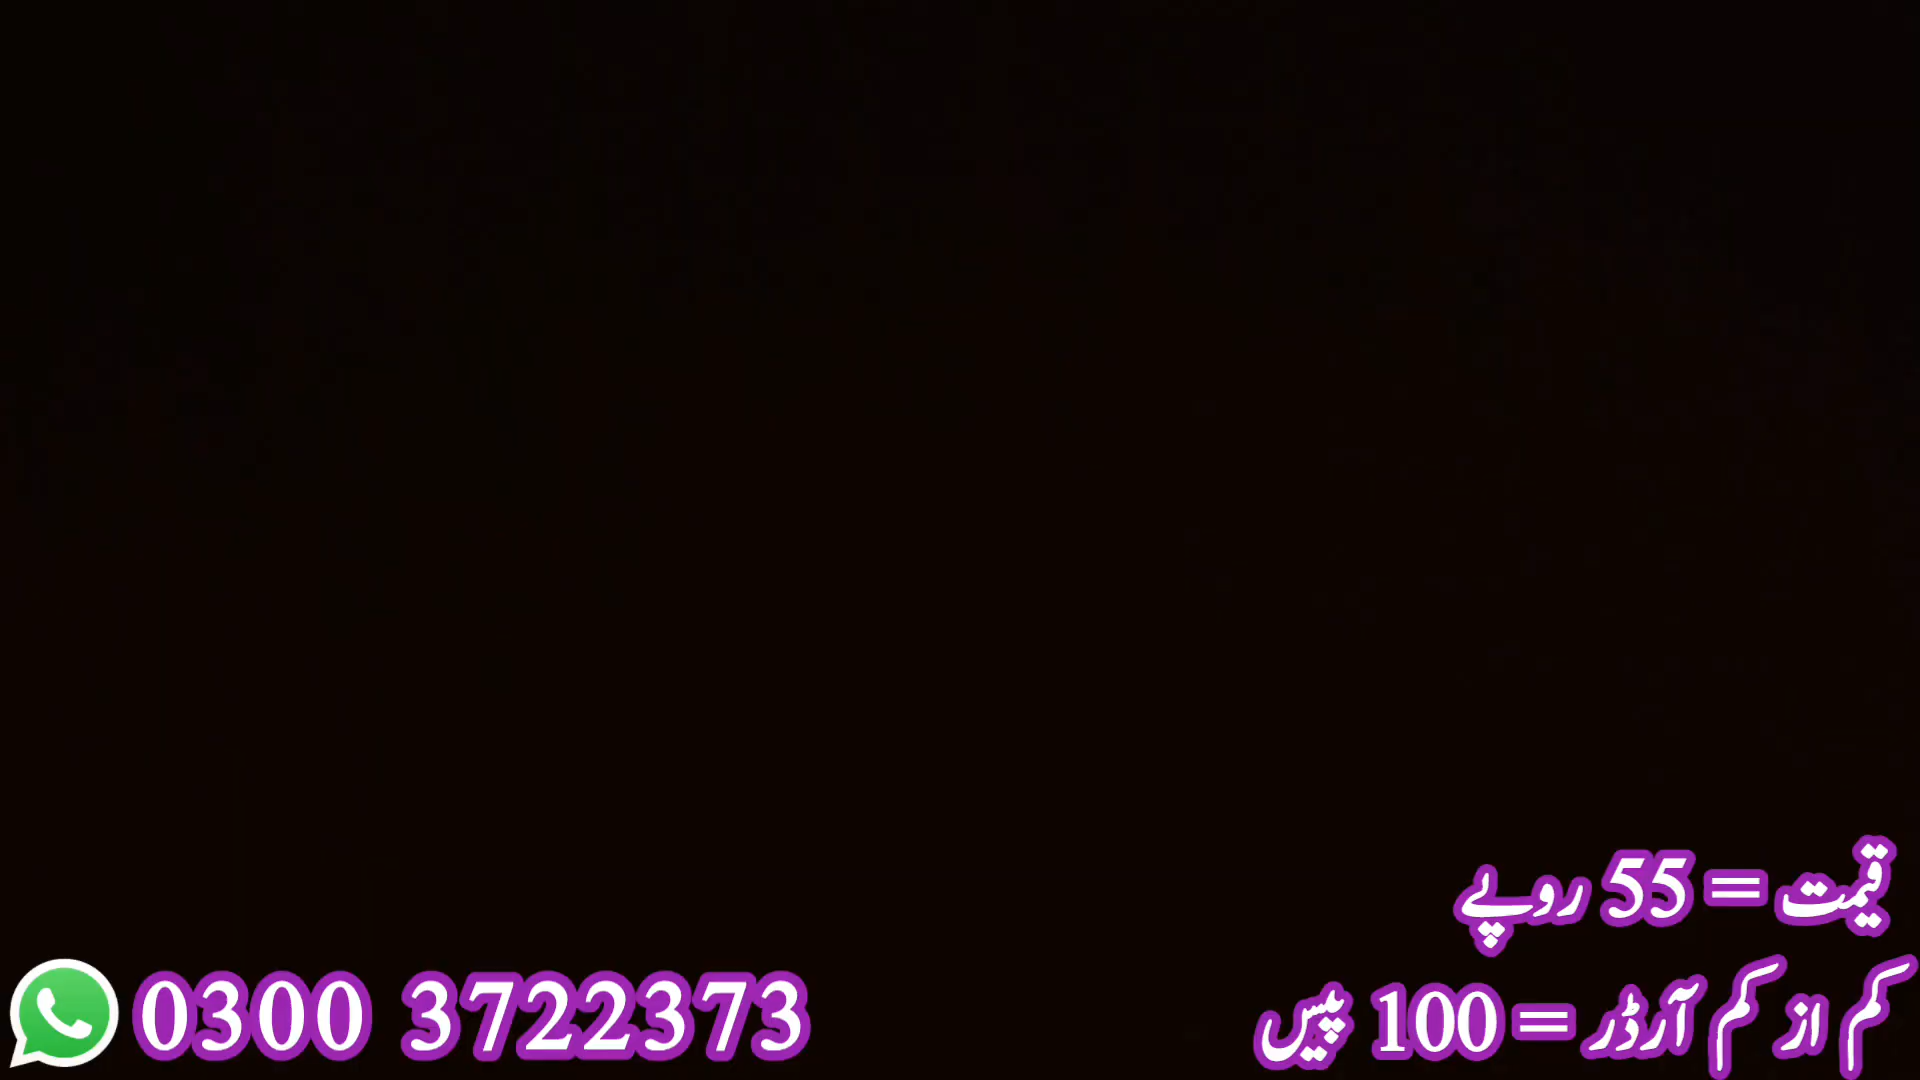 قیمت = 55 روپے
کم از کم آرڈر = 100 پیس
0300 3722373